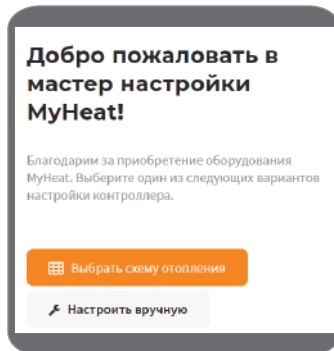 Добро пожаловать в
мастер настройки
MyHeat!
Благодарим за приобретение оборудования
MyHeat. Выберите один из следующих вариантов
настройки контроллера.
Выбрать схему отопления
Настроить вручную